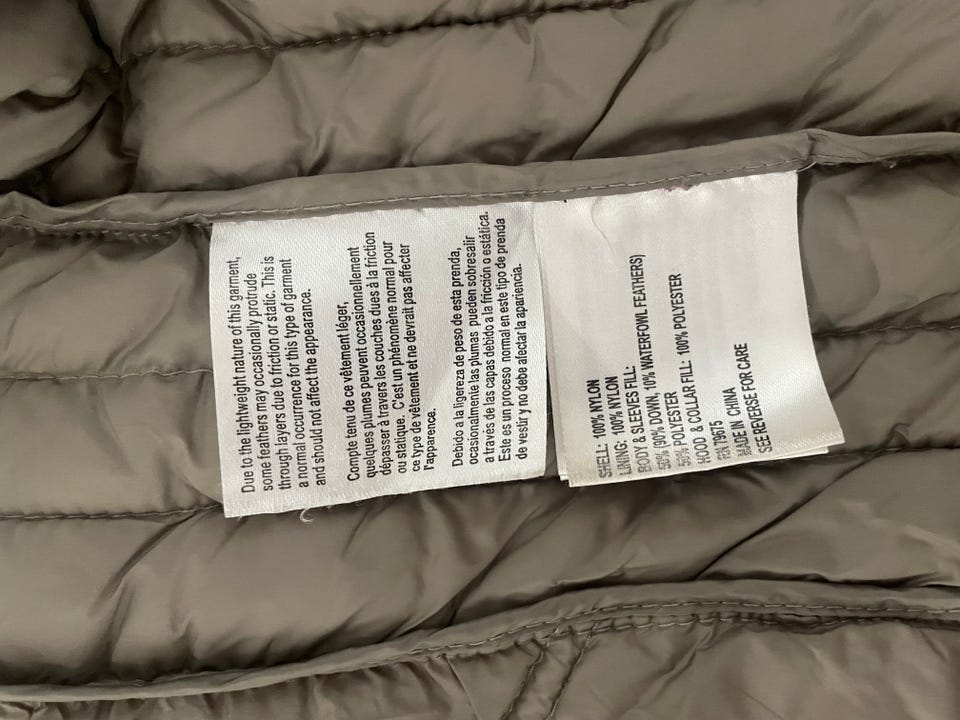 Due to the lightweight nature of this garment,
some feathers may occasionally protrude
through layers due to friction or static. This is
a normal occurrence for this type of garment
and should not affect the appearance.
Compte tenu de ce vêtement léger,
quelques plumes peuvent occasionnellement
dépasser à travers les couches dues à la friction
ou statique. C'est un phénomène normal pour
ce type de vêtement et ne devrait pas affecter
l'apparence.
Debido a la ligereza de peso de esta prenda,
ocasionalmente las plumas pueden sobresalir
a través de las capas debido a la fricción o estática.
Este es un proceso normal en este tipo de prenda
de vestir y no debe afectar la apariencia.
SHELL: 100% NYLON
LINING: 100% NYLON
BODY & SLEEVES FILL:
50% (90% DOWN, 10% WATERFOWL FEATHERS)
50% POLYESTER
HOOD & COLLAR FILL: 100% POLYESTER
RN 79675
MADE IN CHINA
SEE REVERSE FOR CARE